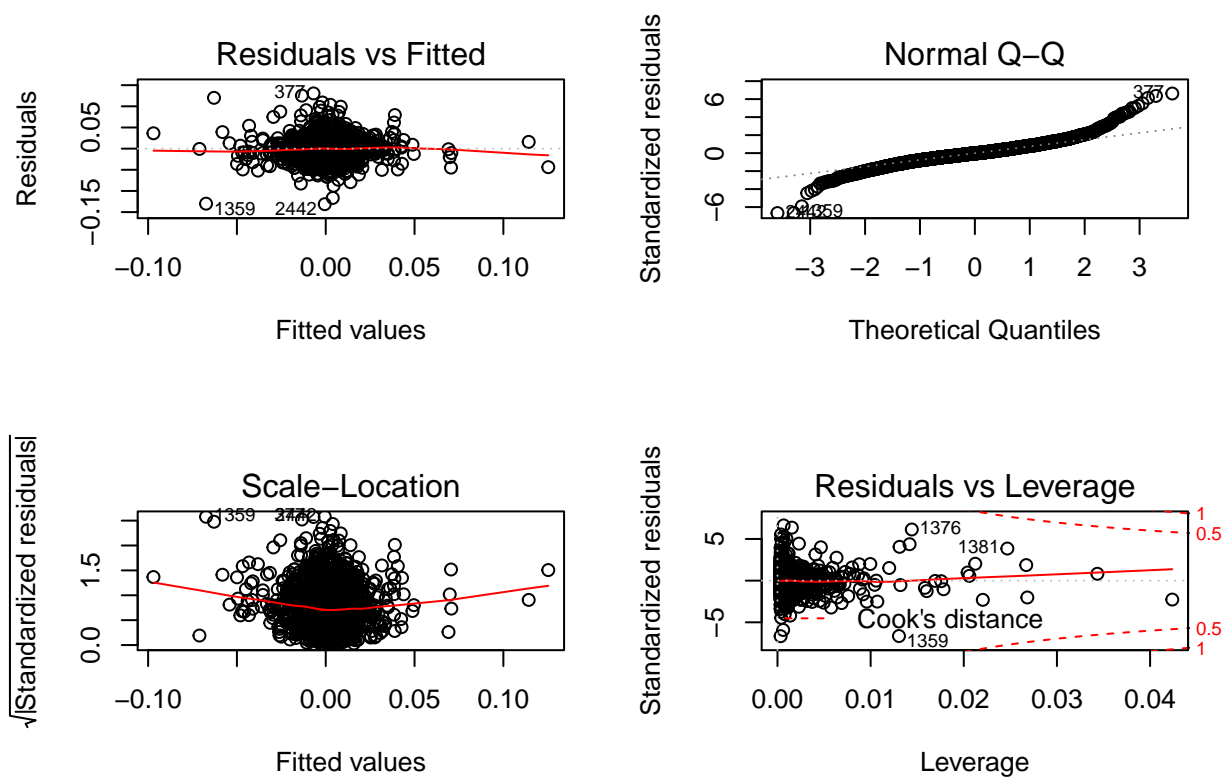 Residuals vs Fitted
Residuals
0.05
−0.15
377
1359
2442
−0.10
0.00
0.05
0.10
Fitted values
Normal Q−Q
Standardized residuals
6
0
−6
377
2442
1359
−3 −2 −1 0 1 2 3
Theoretical Quantiles
Scale−Location
√|Standardized residuals|
1.5
0.0
1359
377
2442
−0.10
0.00
0.05
0.10
Fitted values
Residuals vs Leverage
Standardized residuals
5
−5
1376
1381
1359
Cook's distance
1
0.5
0.5
1
0.00 0.01 0.02 0.03 0.04
Leverage